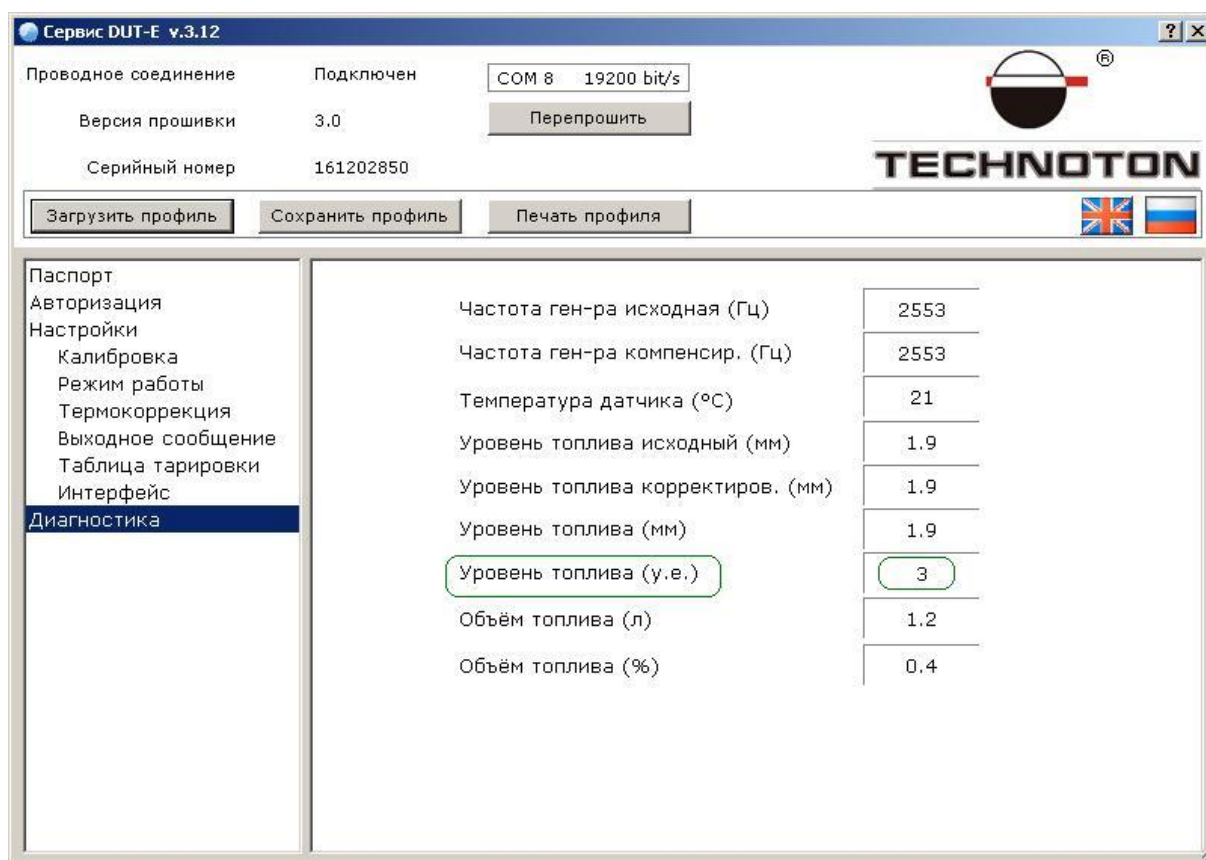 Сервис DUT-E v.3.12
Проводное соединение Подключен COM 8 19200 bit/s
Версия прошивки 3.0 Перепрошить
Серийный номер 161202850
®
TECHNOTON
Загрузить профиль Сохранить профиль Печать профиля
Паспорт
Авторизация
Настройки
Калибровка
Режим работы
Термокоррекция
Выходное сообщение
Таблица тарировки
Интерфейс
Диагностика
Частота ген-ра исходная (Гц) 2553
Частота ген-ра компенсир. (Гц) 2553
Температура датчика (°C) 21
Уровень топлива исходный (мм) 1.9
Уровень топлива корректиров. (мм) 1.9
Уровень топлива (мм) 1.9
Уровень топлива (у.е.) 3
Объём топлива (л) 1.2
Объём топлива (%) 0.4